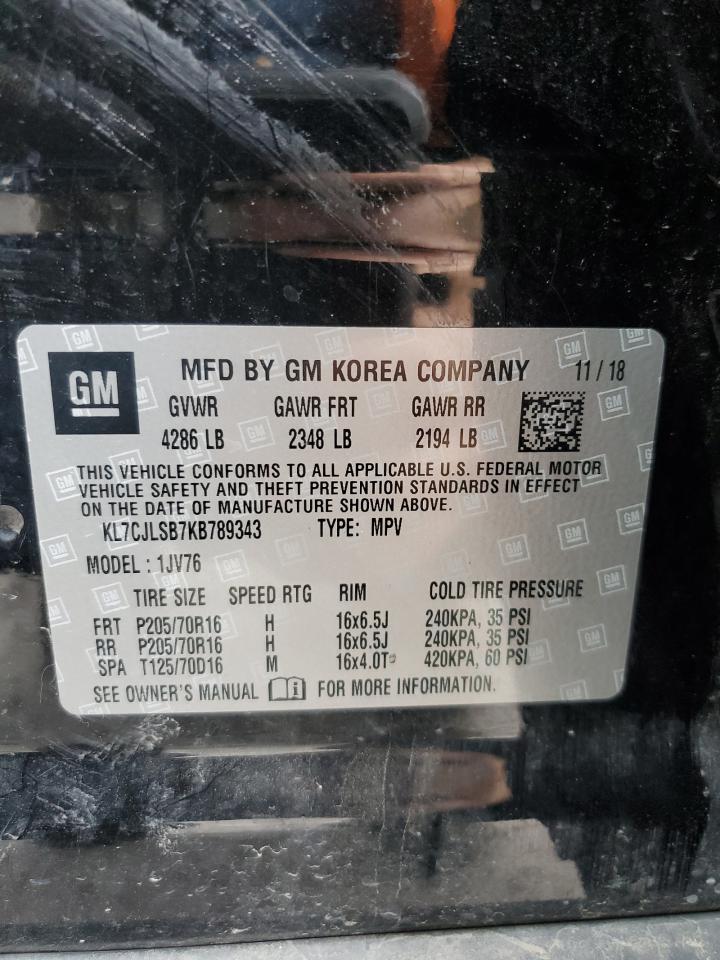 GM MFD BY GM KOREA COMPANY 11/18
GVWR GAWR FRT GAWR RR
4286 LB 2348 LB 2194 LB
THIS VEHICLE CONFORMS TO ALL APPLICABLE U.S. FEDERAL MOTOR
VEHICLE SAFETY AND THEFT PREVENTION STANDARDS IN EFFECT
ON THE DATE OF MANUFACTURE SHOWN ABOVE.
KL7CJLSB7KB789343 TYPE: MPV
MODEL : 1JV76
TIRE SIZE SPEED RTG RIM COLD TIRE PRESSURE
FRT P205/70R16 H 16x6.5J 240KPA, 35 PSI
RR P205/70R16 H 16x6.5J 240KPA, 35 PSI
SPA T125/70D16 M 16x4.0T 420KPA, 60 PSI
SEE OWNER'S MANUAL FOR MORE INFORMATION.